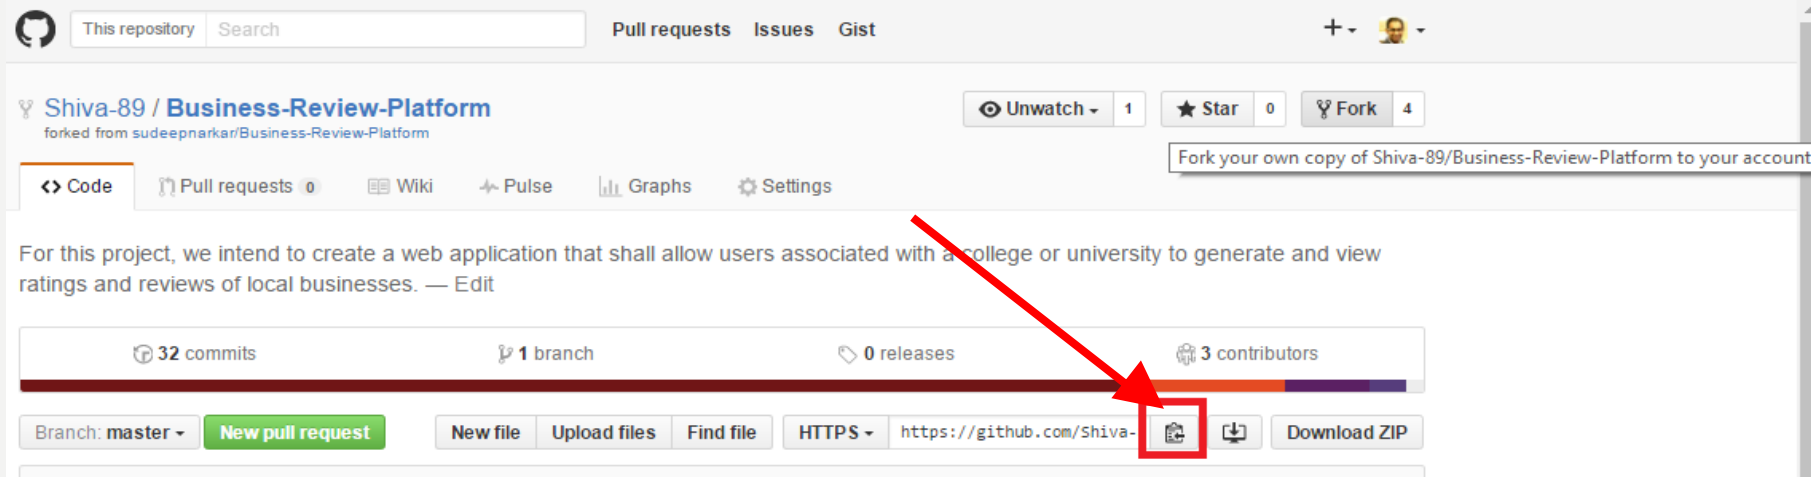 This repository Search Pull requests Issues Gist
Shiva-89 / Business-Review-Platform Unwatch 1 Star 0 Fork 4
forked from sudeepnarkar/Business-Review-Platform
Fork your own copy of Shiva-89/Business-Review-Platform to your account
Code Pull requests 0 Wiki Pulse Graphs Settings
For this project, we intend to create a web application that shall allow users associated with a college or university to generate and view
ratings and reviews of local businesses. — Edit
32 commits 1 branch 0 releases 3 contributors
Branch: master New pull request New file Upload files Find file HTTPS https://github.com/Shiva- Download ZIP